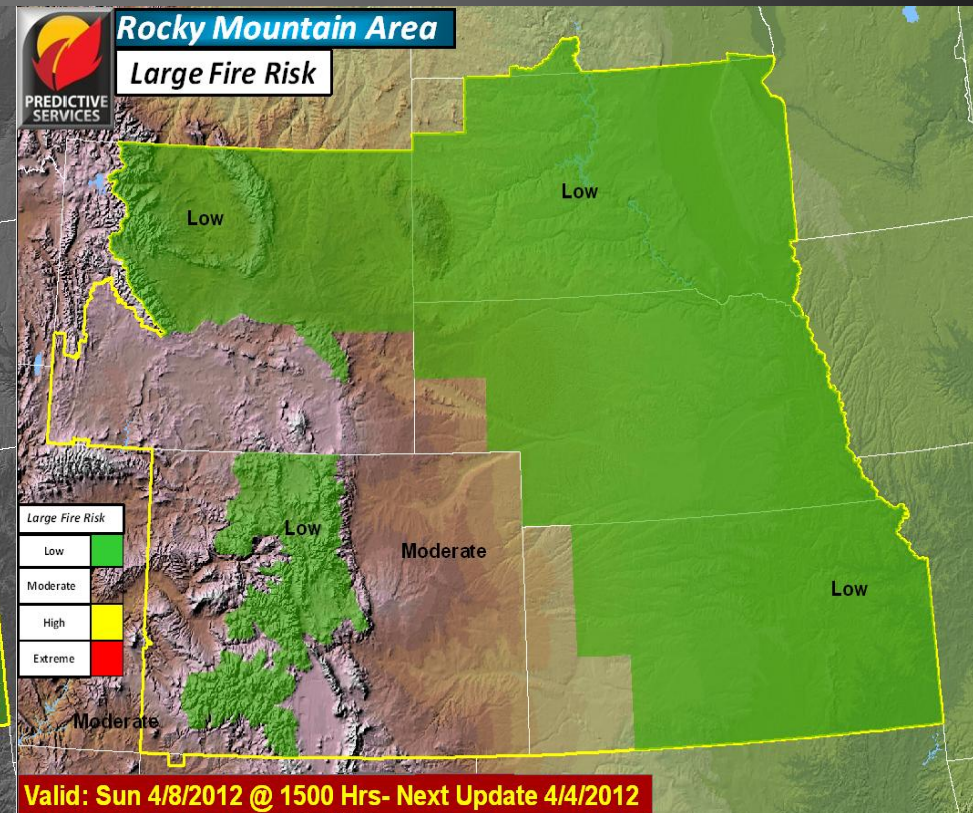 Rocky Mountain Area
Large Fire Risk
PREDICTIVE
SERVICES
Low
Low
Large Fire Risk
Low
Moderate
High
Extreme
Low
Moderate
Low
Moderate
Valid: Sun 4/8/2012 @ 1500 Hrs- Next Update 4/4/2012